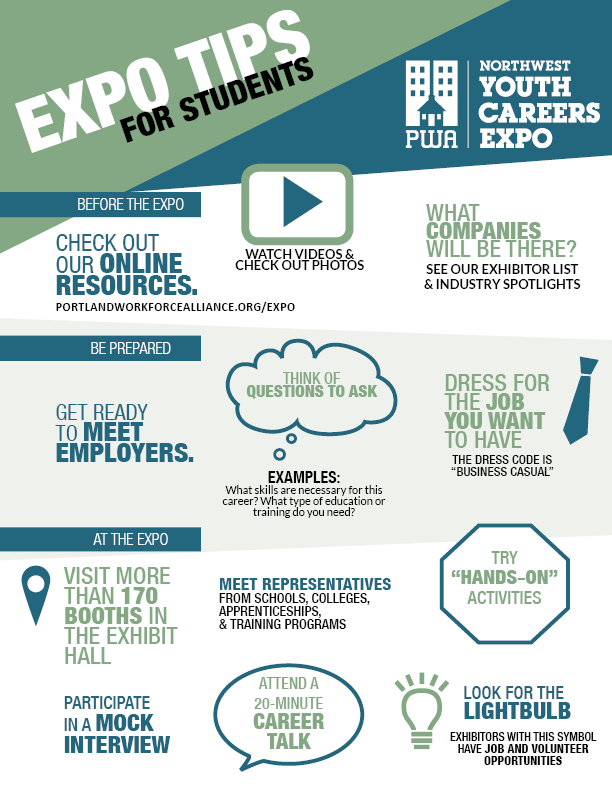 EXPO TIPS
FOR STUDENTS
PWA
NORTHWEST
YOUTH
CAREERS
EXPO
BEFORE THE EXPO
CHECK OUT
OUR ONLINE
RESOURCES.
PORTLANDWORKFORCEALLIANCE.ORG/EXPO
WATCH VIDEOS &
CHECK OUT PHOTOS
WHAT
COMPANIES
WILL BE THERE?
SEE OUR EXHIBITOR LIST
& INDUSTRY SPOTLIGHTS
BE PREPARED
GET READY
TO MEET
EMPLOYERS.
THINK OF
QUESTIONS TO ASK
EXAMPLES:
What skills are necessary for this
career? What type of education or
training do you need?
DRESS FOR
THE JOB
YOU WANT
TO HAVE
THE DRESS CODE IS
"BUSINESS CASUAL"
AT THE EXPO
VISIT MORE
THAN 170
BOOTHS IN
THE EXHIBIT
HALL
MEET REPRESENTATIVES
FROM SCHOOLS, COLLEGES,
APPRENTICESHIPS,
& TRAINING PROGRAMS
TRY
"HANDS-ON"
ACTIVITIES
PARTICIPATE
IN A MOCK
INTERVIEW
ATTEND A
20-MINUTE
CAREER
TALK
LOOK FOR THE
LIGHTBULB
EXHIBITORS WITH THIS SYMBOL
HAVE JOB AND VOLUNTEER
OPPORTUNITIES